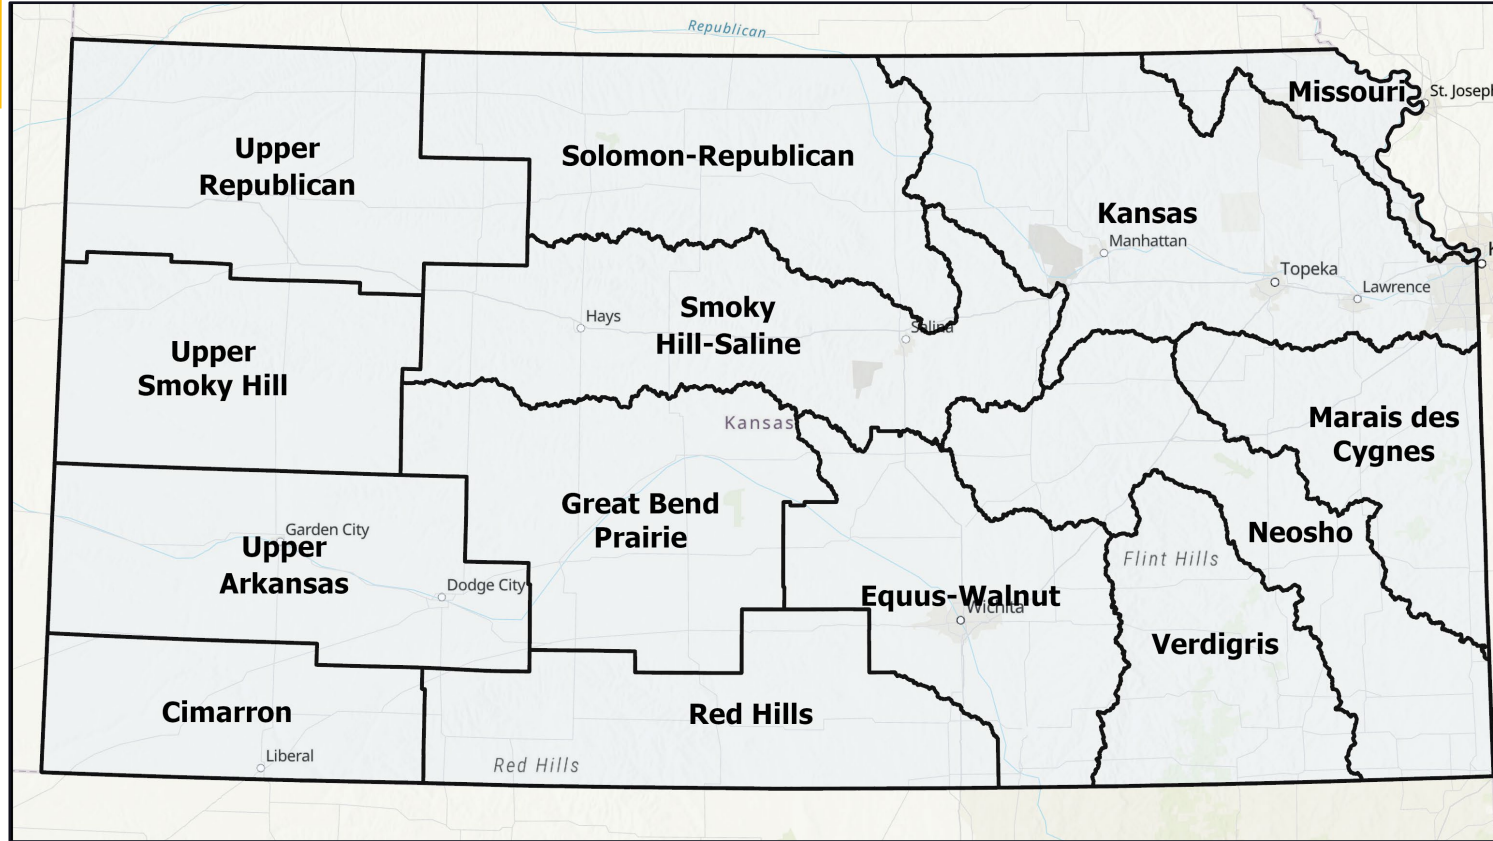 Republican
Missouri
St. Joseph
Upper
Republican
Solomon-Republican
Kansas
Manhattan
Topeka
Lawrence
K
Hays
Smoky
Hill-Saline
Salina
Upper
Smoky Hill
Kansas
Marais des
Cygnes
Great Bend
Prairie
Garden City
Upper
Arkansas
Dodge City
Neosho
Flint Hills
Equus-Walnut
Wichita
Verdigris
Cimarron
Red Hills
Liberal
Red Hills